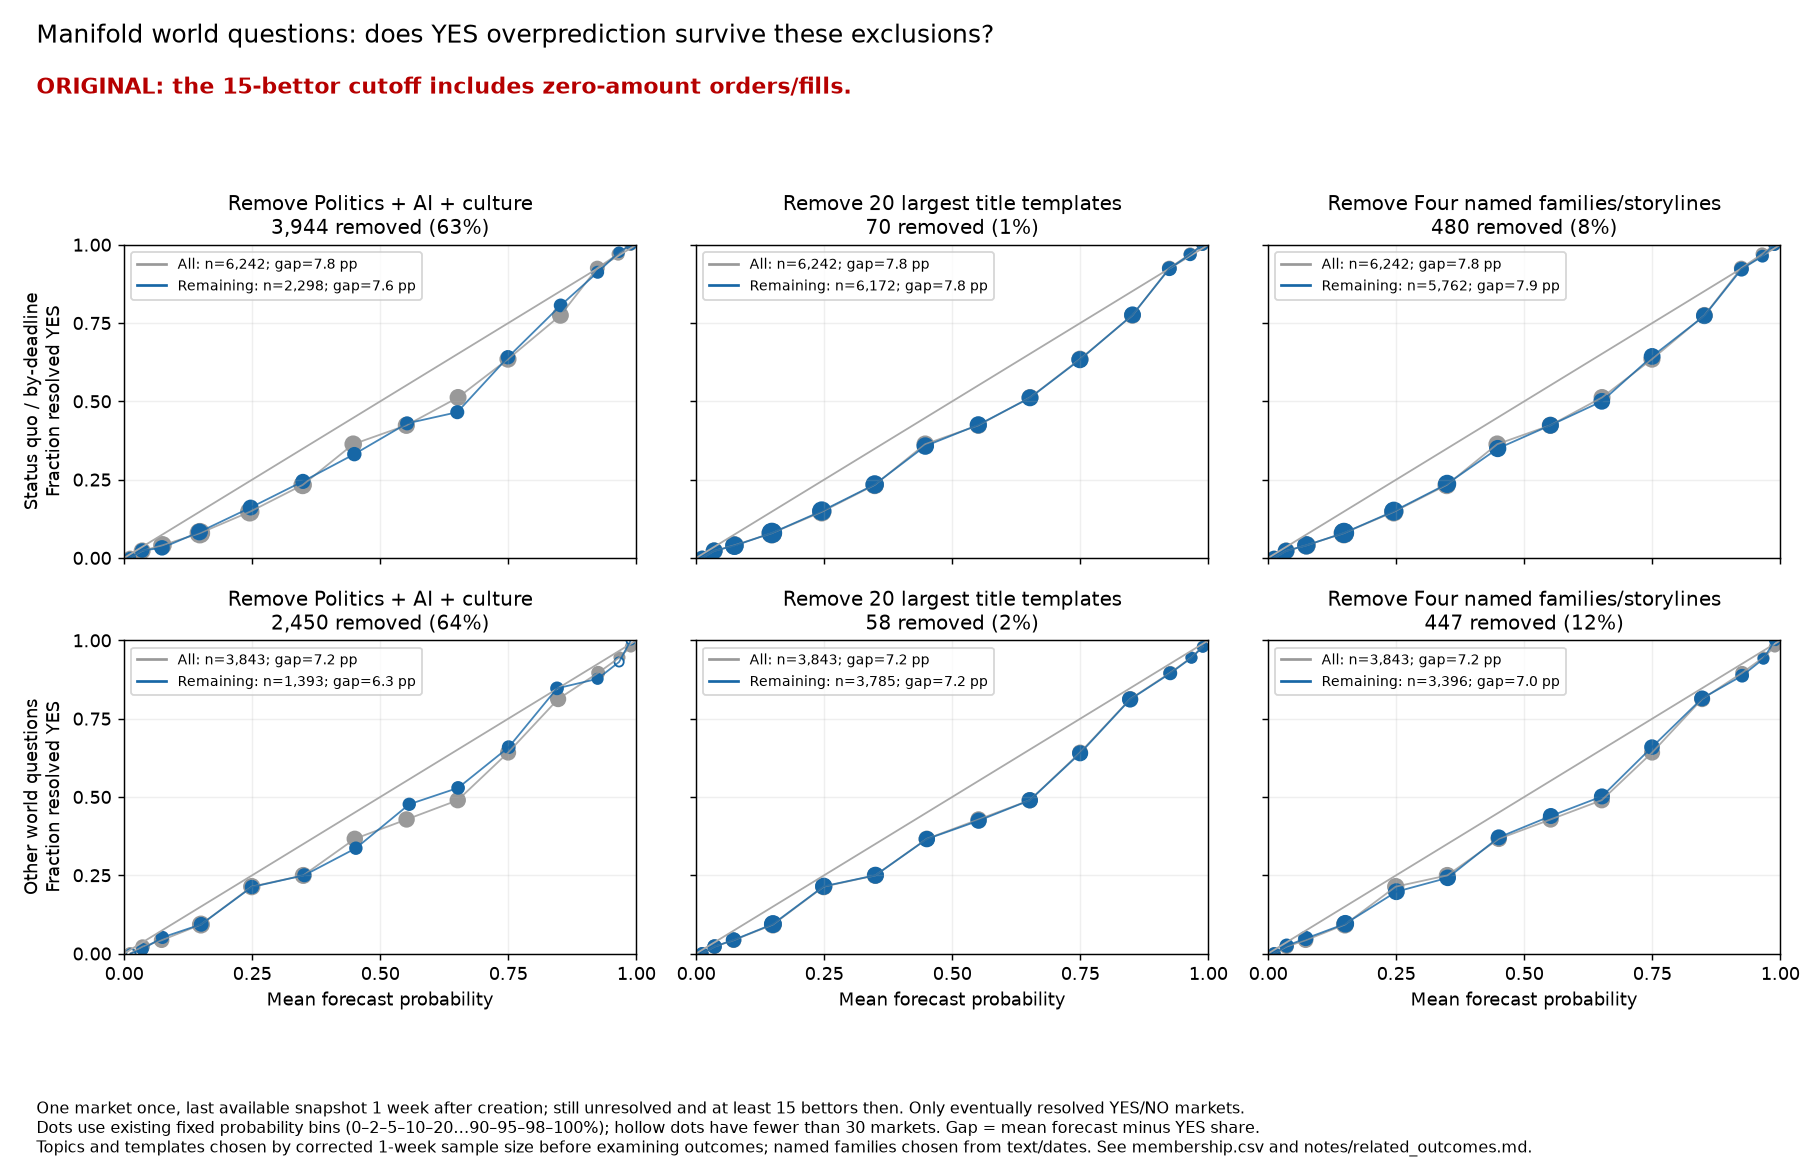 Manifold world questions: does YES overprediction survive these exclusions?
ORIGINAL: the 15-bettor cutoff includes zero-amount orders/fills.
Remove Politics + AI + culture
3,944 removed (63%)
Remove 20 largest title templates
70 removed (1%)
Remove Four named families/storylines
480 removed (8%)
Status quo / by-deadline
Fraction resolved YES
1.00
0.75
0.50
0.25
0.00
All: n=6,242; gap=7.8 pp
Remaining: n=2,298; gap=7.6 pp
All: n=6,242; gap=7.8 pp
Remaining: n=6,172; gap=7.8 pp
All: n=6,242; gap=7.8 pp
Remaining: n=5,762; gap=7.9 pp
Remove Politics + AI + culture
2,450 removed (64%)
Remove 20 largest title templates
58 removed (2%)
Remove Four named families/storylines
447 removed (12%)
Other world questions
Fraction resolved YES
1.00
0.75
0.50
0.25
0.00
All: n=3,843; gap=7.2 pp
Remaining: n=1,393; gap=6.3 pp
All: n=3,843; gap=7.2 pp
Remaining: n=3,785; gap=7.2 pp
All: n=3,843; gap=7.2 pp
Remaining: n=3,396; gap=7.0 pp
0.00 0.25 0.50 0.75 1.00
0.00 0.25 0.50 0.75 1.00
0.00 0.25 0.50 0.75 1.00
Mean forecast probability
Mean forecast probability
Mean forecast probability
One market once, last available snapshot 1 week after creation; still unresolved and at least 15 bettors then. Only eventually resolved YES/NO markets.
Dots use existing fixed probability bins (0–2–5–10–20…90–95–98–100%); hollow dots have fewer than 30 markets. Gap = mean forecast minus YES share.
Topics and templates chosen by corrected 1-week sample size before examining outcomes; named families chosen from text/dates. See membership.csv and notes/related_outcomes.md.